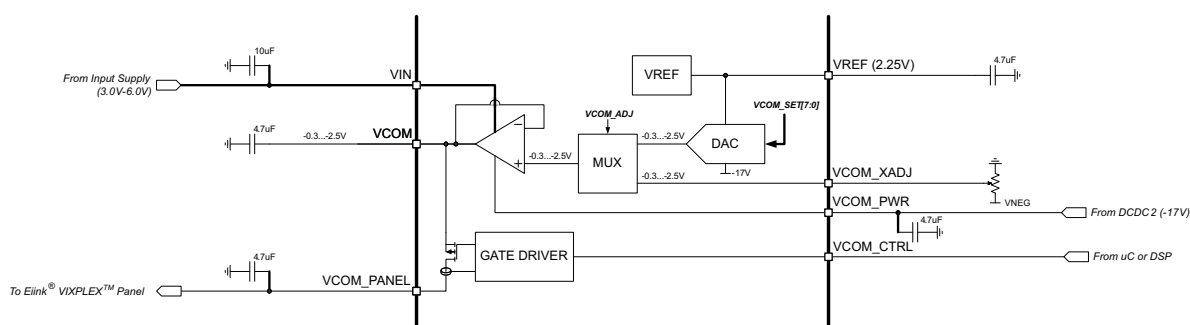 10uF
From Input Supply
(3.0V-6.0V)
VIN
VREF
VREF (2.25V)
4.7uF
4.7uF
-0.3...-2.5V
VCOM
VCOM_ADJ
VCOM_SET[7:0]
-0.3...-2.5V
DAC
-0.3...-2.5V
MUX
-17V
-0.3...-2.5V
VCOM_XADJ
VNEG
VCOM_PWR
From DCDC2 (-17V)
4.7uF
GATE DRIVER
VCOM_CTRL
From uC or DSP
4.7uF
VCOM_PANEL
To Eiink® VIXPLEX™ Panel